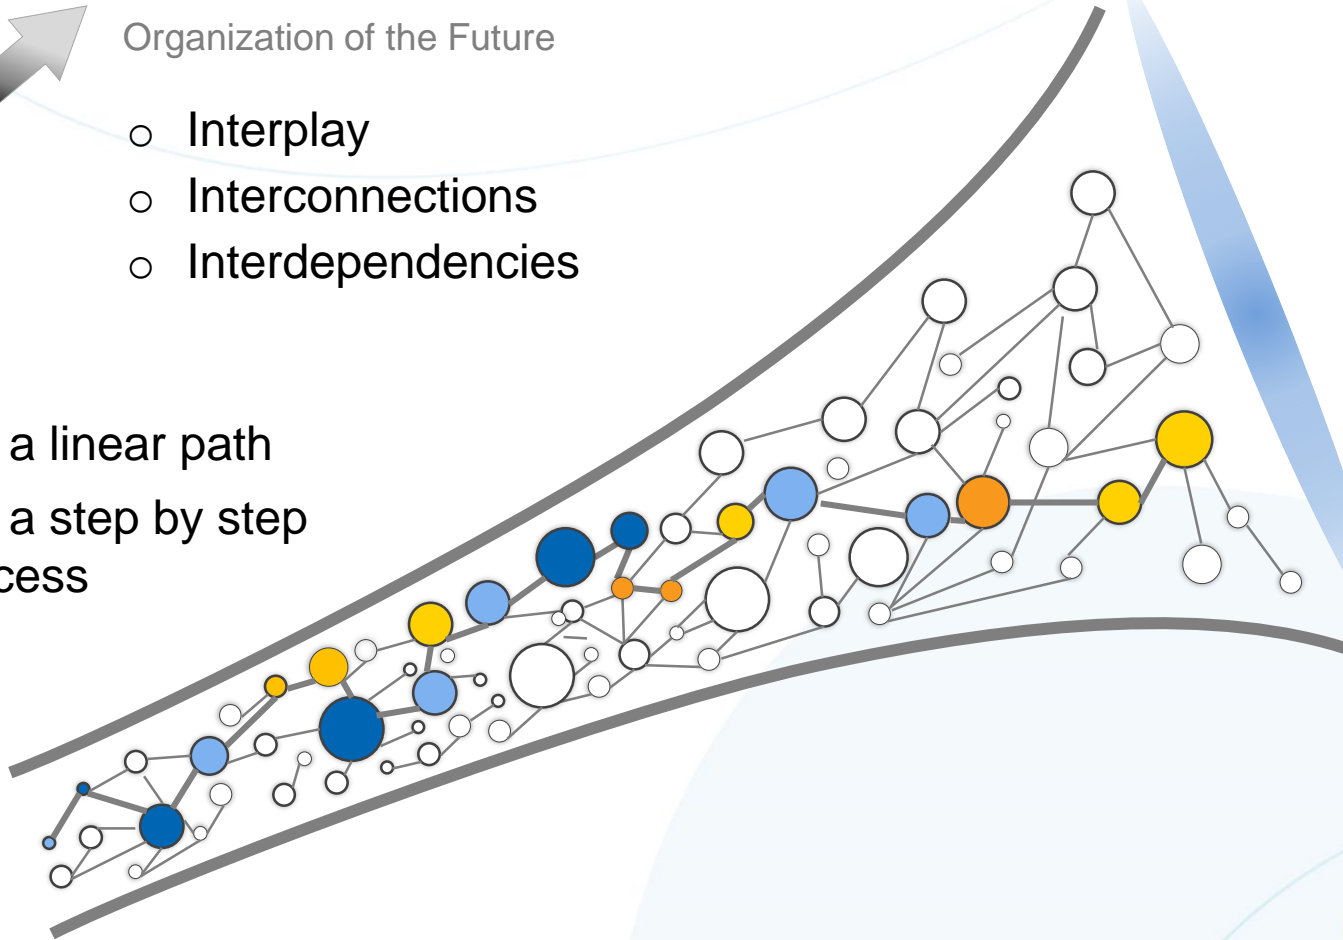 Organization of the Future
○ Interplay
○ Interconnections
○ Interdependencies
a linear path
a step by step
cess